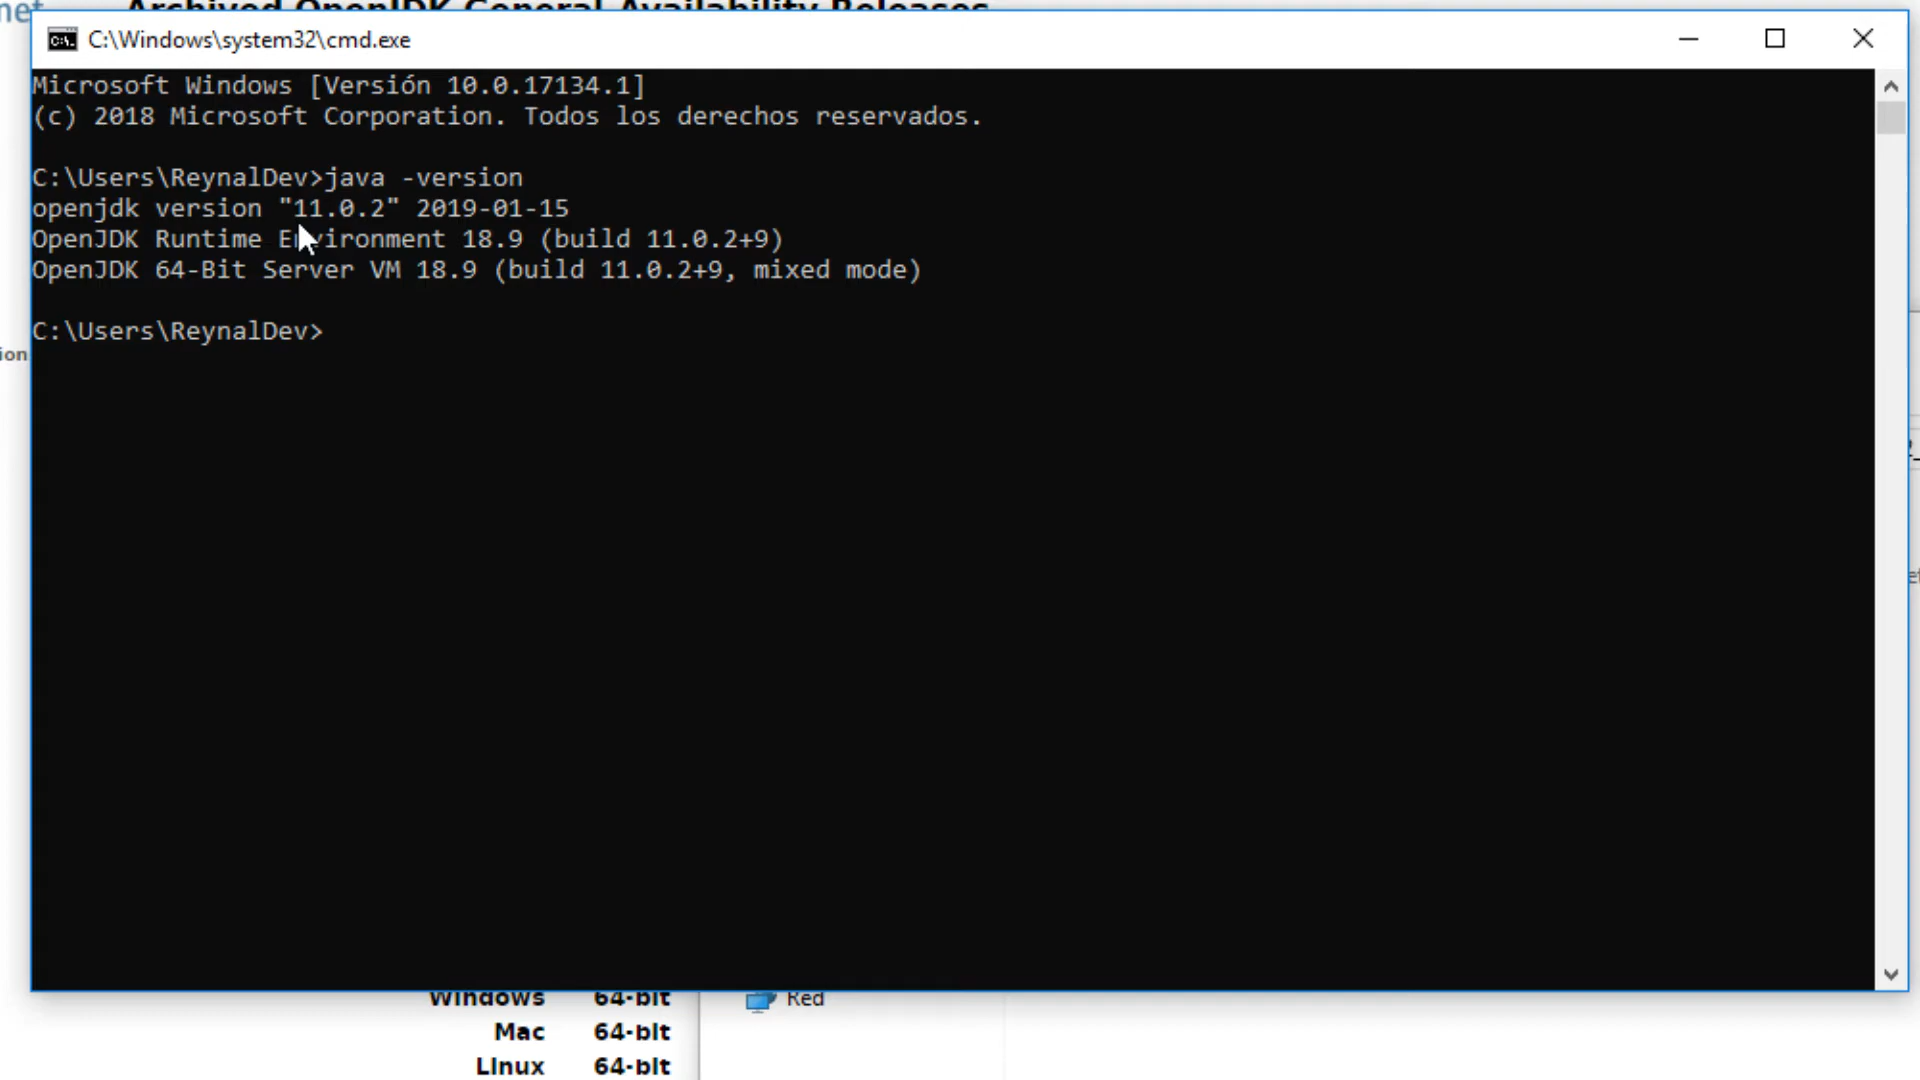 Archived OpenJDK General-Availability Releases
C:\Windows\system32\cmd.exe
Microsoft Windows [Versión 10.0.17134.1]
(c) 2018 Microsoft Corporation. Todos los derechos reservados.
C:\Users\ReynalDev>java -version
openjdk version "11.0.2" 2019-01-15
OpenJDK Runtime Environment 18.9 (build 11.0.2+9)
OpenJDK 64-Bit Server VM 18.9 (build 11.0.2+9, mixed mode)
C:\Users\ReynalDev>
Windows 64-bit
Red
Mac 64-bit
Linux 64-bit